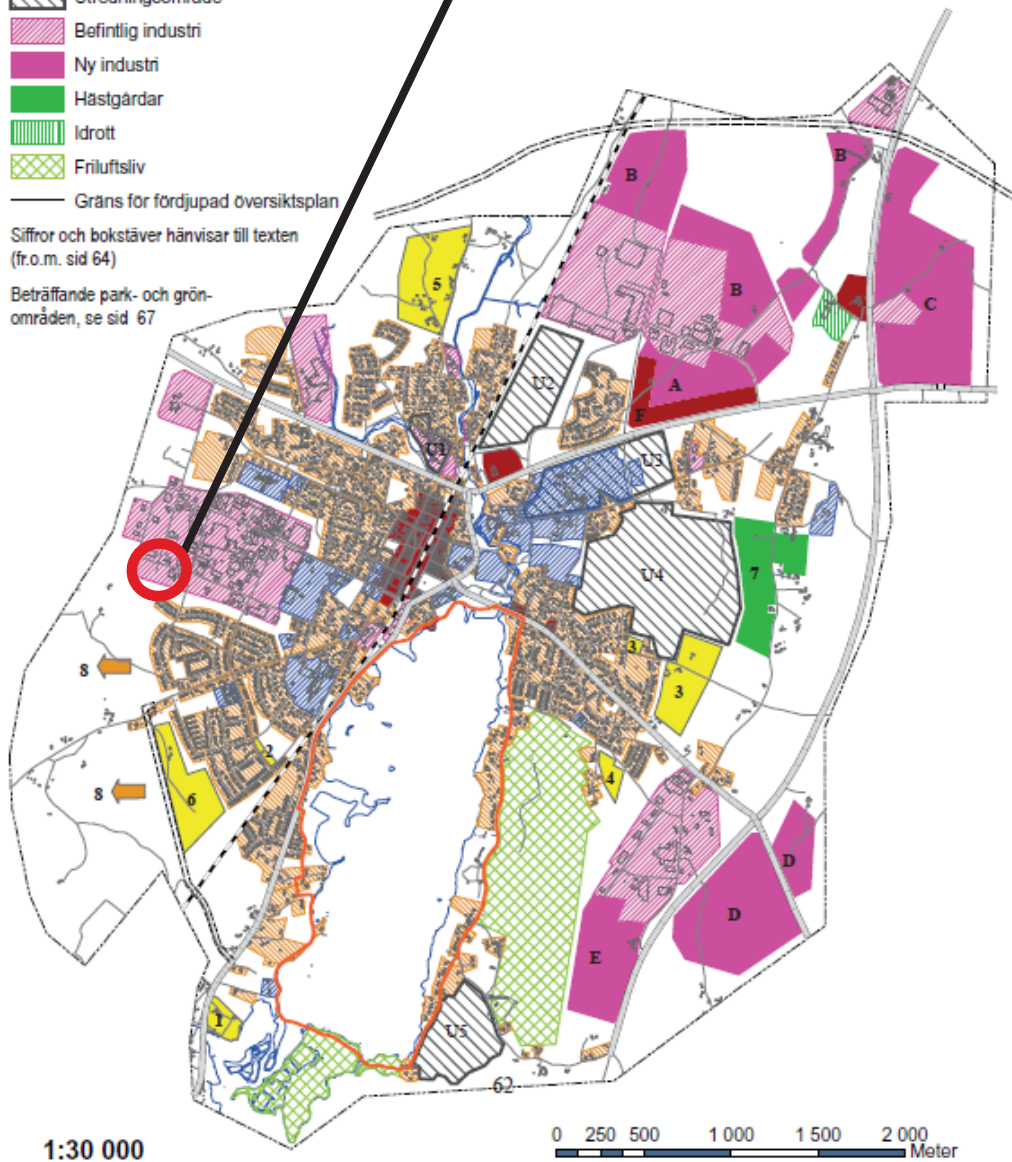 Befintlig industri
Ny industri
Hästgårdar
Idrott
Friluftsliv
Gräns för fördjupad översiktsplan
Siffror och bokstäver hänvisar till texten
(fr.o.m. sid 64)
Beträffande park- och grön-
områden, se sid 67
B
B
5
B
C
U2
A
F
U1
U3
U4
7
3
3
8
2
4
8
6
D
D
E
1
U5
62
1:30 000
0 250 500 1 000 1 500 2 000
Meter